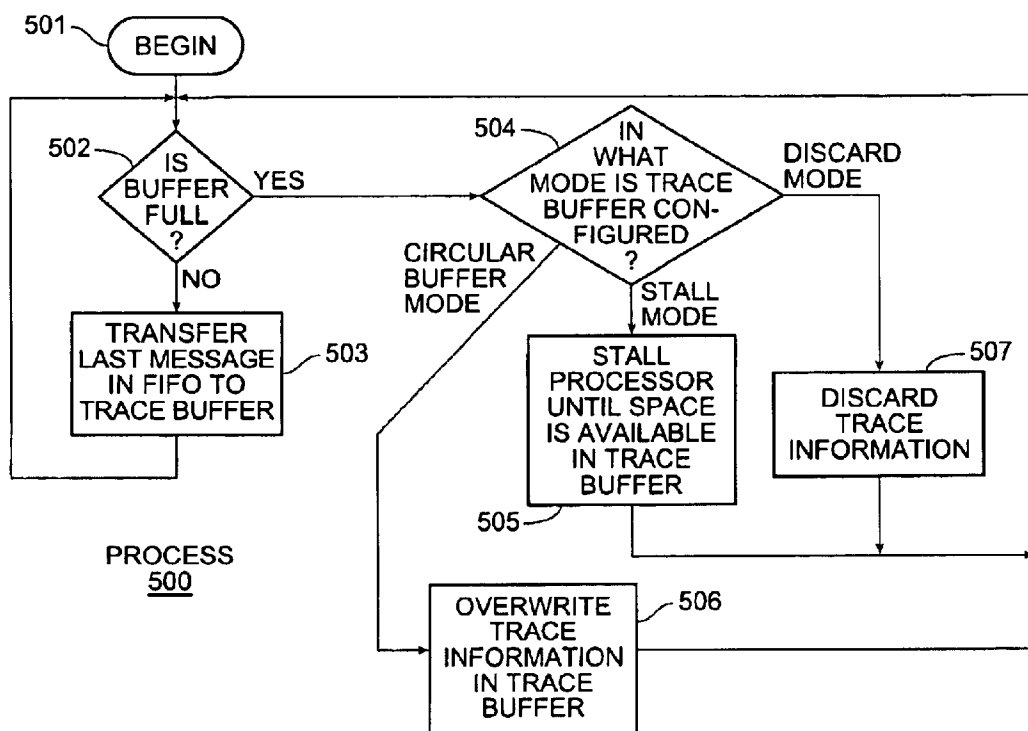 501
BEGIN
502
IS
BUFFER
FULL
?
YES
NO
TRANSFER
LAST MESSAGE
IN FIFO TO
TRACE BUFFER
503
504
IN
WHAT
MODE IS TRACE
BUFFER CON-
FIGURED
?
DISCARD
MODE
CIRCULAR
BUFFER
MODE
STALL
MODE
STALL
PROCESSOR
UNTIL SPACE
IS AVAILABLE
IN TRACE
BUFFER
505
507
DISCARD
TRACE
INFORMATION
PROCESS
500
OVERWRITE
TRACE
INFORMATION
IN TRACE
BUFFER
506